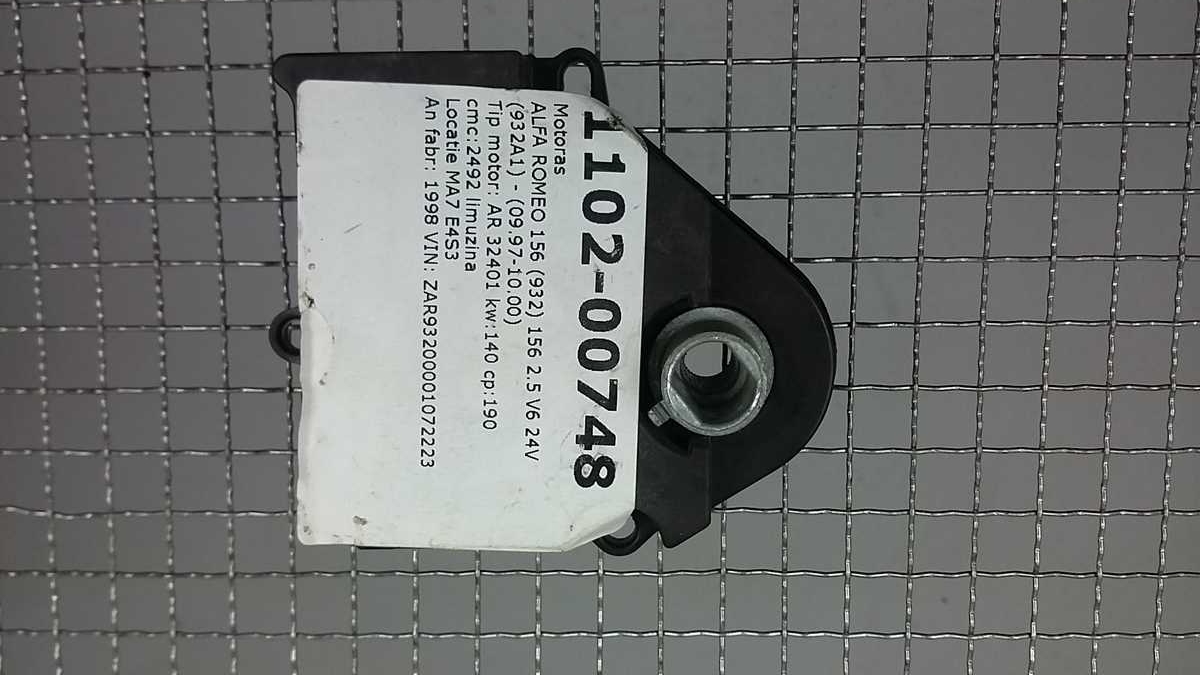 1102-00748
Motoras
ALFA ROMEO 156 (932) 156 2.5 V6 24V
(932A1) - (09.97-10.00)
Tip motor: AR 32401 kw:140 cp:190
cmc:2492 limuzina
Locatie MA7 E4S3
An fabr: 1998 VIN: ZAR93200001072223